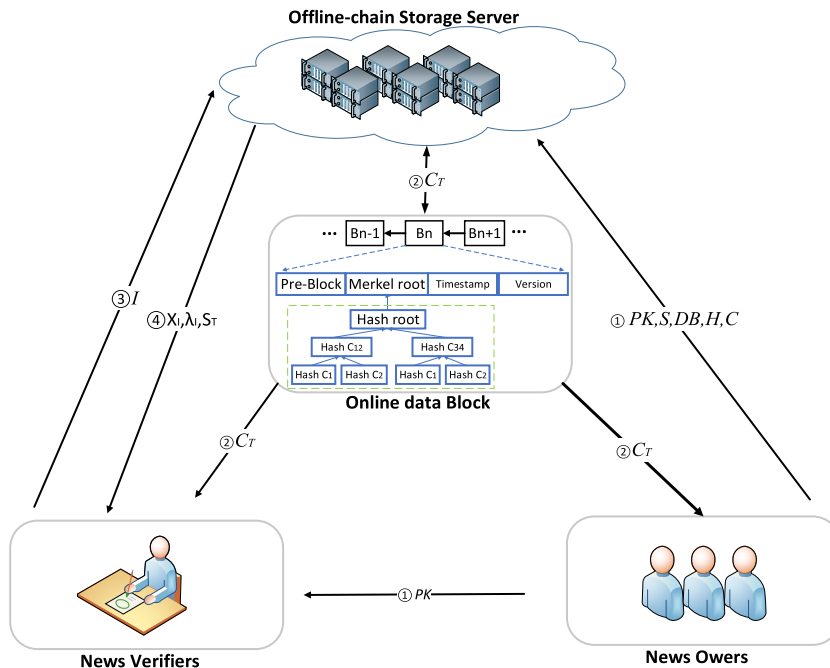 Offline-chain Storage Server
②CT
... Bn-1 Bn Bn+1 ...
Pre-Block Merkel root Timestamp Version
Hash root
Hash C12 Hash C34
Hash C1 Hash C2 Hash C1 Hash C2
Online data Block
③I
④XI,λI,ST
① PK,S,DB,H,C
②CT
②CT
① PK
News Verifiers
News Owers